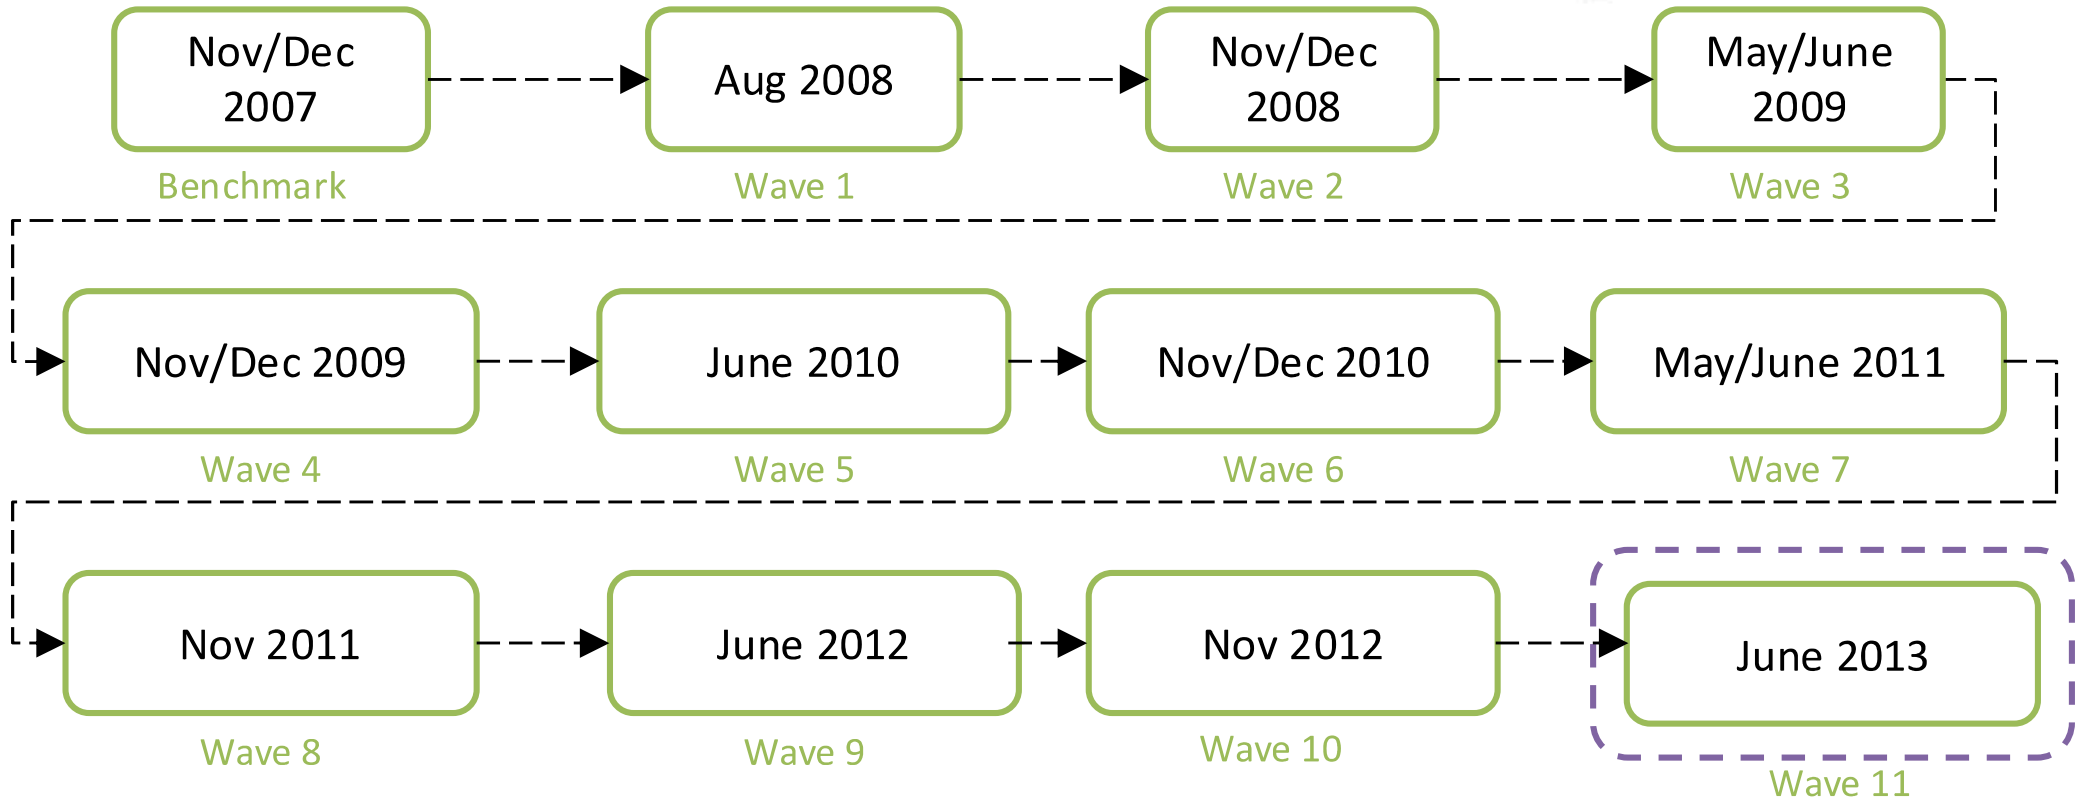 Nov/Dec
2007
Aug 2008
Nov/Dec
2008
May/June
2009
Benchmark
Wave 1
Wave 2
Wave 3
Nov/Dec 2009
June 2010
Nov/Dec 2010
May/June 2011
Wave 4
Wave 5
Wave 6
Wave 7
Nov 2011
June 2012
Nov 2012
June 2013
Wave 8
Wave 9
Wave 10
Wave 11